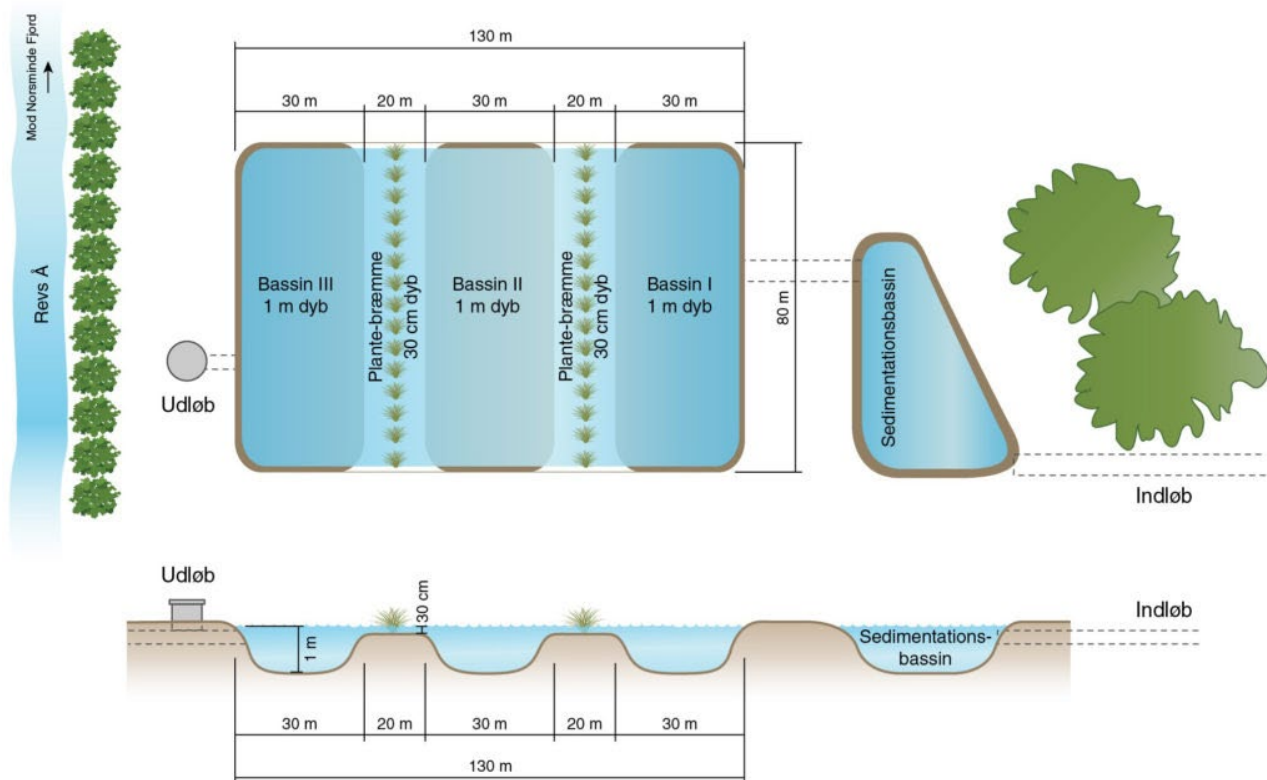 Mod Norsminde Fjord
Revs Å
130 m
30 m
20 m
30 m
20 m
30 m
Bassin III
1 m dyb
Plante-bræmme
30 cm dyb
Bassin II
1 m dyb
Plante-bræmme
30 cm dyb
Bassin I
1 m dyb
80 m
Sedimentationsbassin
Udløb
Indløb
Udløb
30 cm
1 m
Sedimentations-
bassin
Indløb
30 m
20 m
30 m
20 m
30 m
130 m